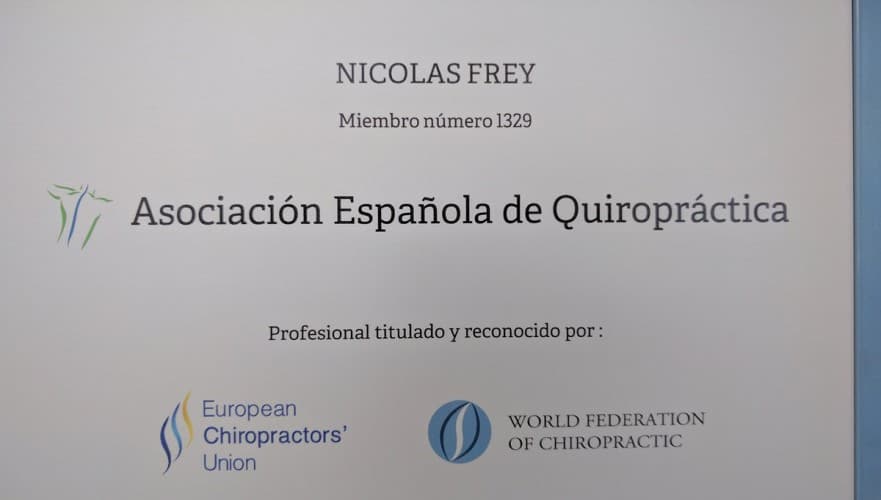 NICOLAS FREY
Miembro número 1329
Asociación Española de Quiropráctica
Profesional titulado y reconocido por :
European
Chiropractors'
Union
WORLD FEDERATION
OF CHIROPRACTIC